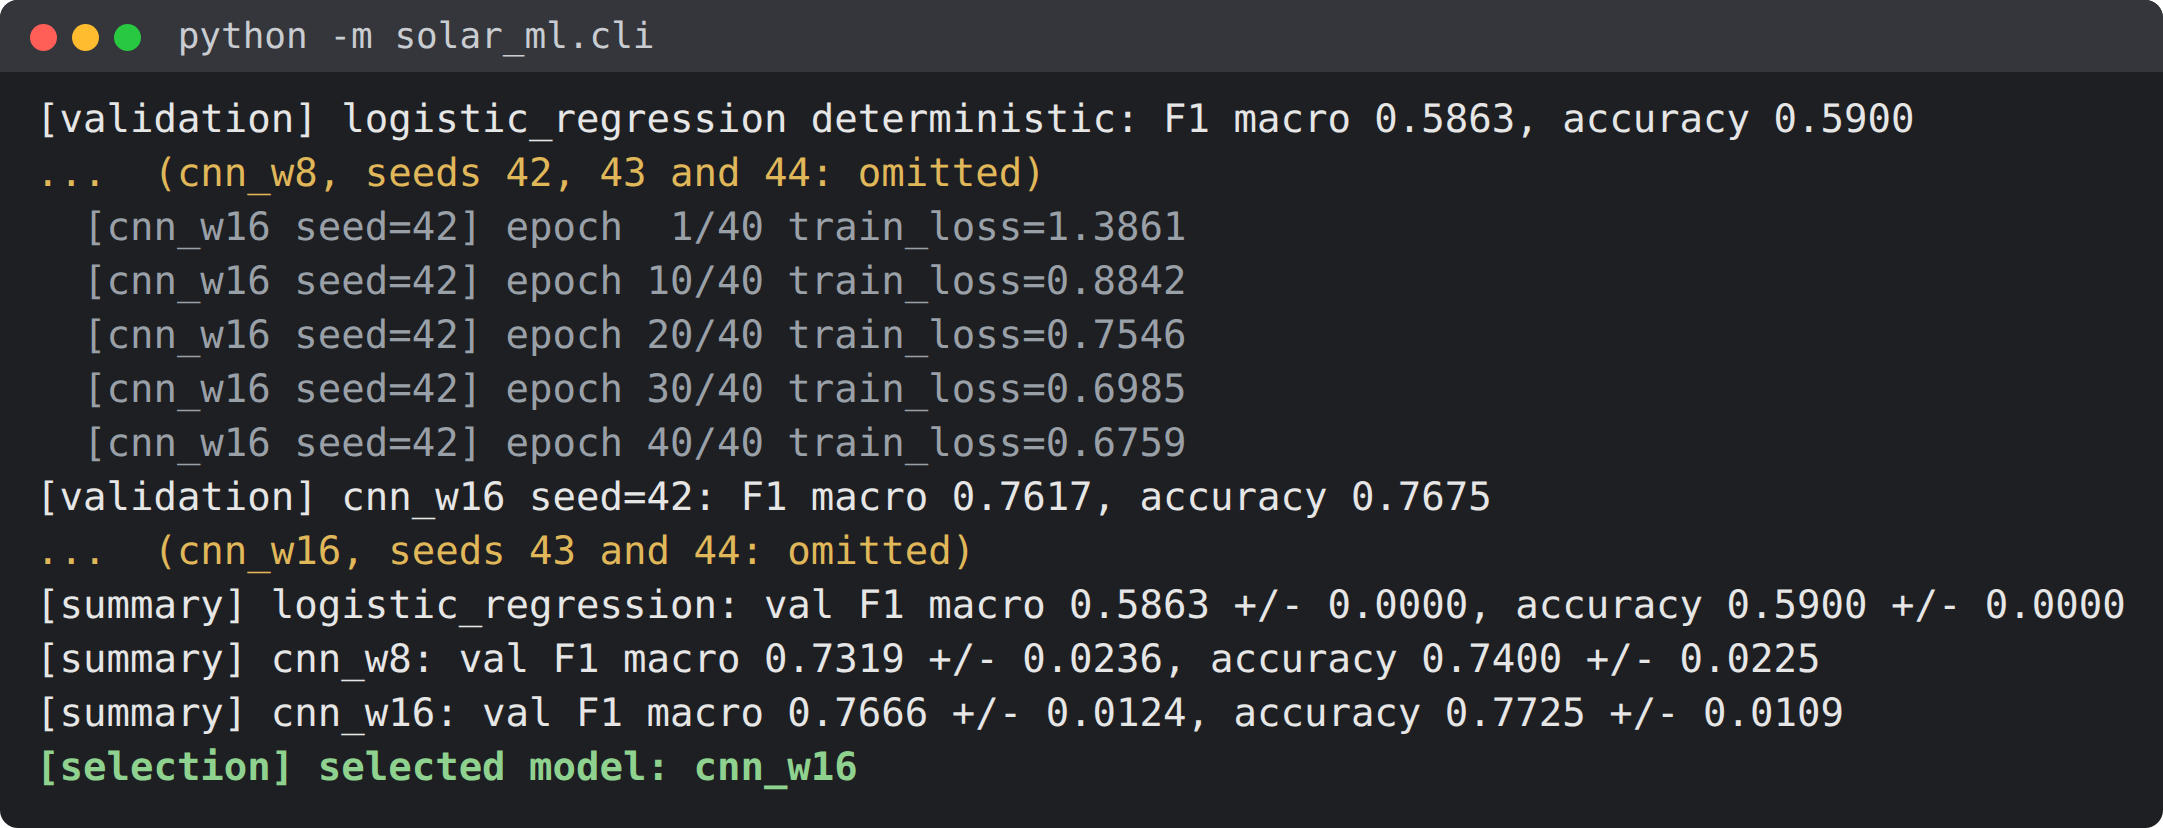 python -m solar_ml.cli
[validation] logistic_regression deterministic: F1 macro 0.5863, accuracy 0.5900
...  (cnn_w8, seeds 42, 43 and 44: omitted)
  [cnn_w16 seed=42] epoch  1/40 train_loss=1.3861
  [cnn_w16 seed=42] epoch 10/40 train_loss=0.8842
  [cnn_w16 seed=42] epoch 20/40 train_loss=0.7546
  [cnn_w16 seed=42] epoch 30/40 train_loss=0.6985
  [cnn_w16 seed=42] epoch 40/40 train_loss=0.6759
[validation] cnn_w16 seed=42: F1 macro 0.7617, accuracy 0.7675
...  (cnn_w16, seeds 43 and 44: omitted)
[summary] logistic_regression: val F1 macro 0.5863 +/- 0.0000, accuracy 0.5900 +/- 0.0000
[summary] cnn_w8: val F1 macro 0.7319 +/- 0.0236, accuracy 0.7400 +/- 0.0225
[summary] cnn_w16: val F1 macro 0.7666 +/- 0.0124, accuracy 0.7725 +/- 0.0109
[selection] selected model: cnn_w16